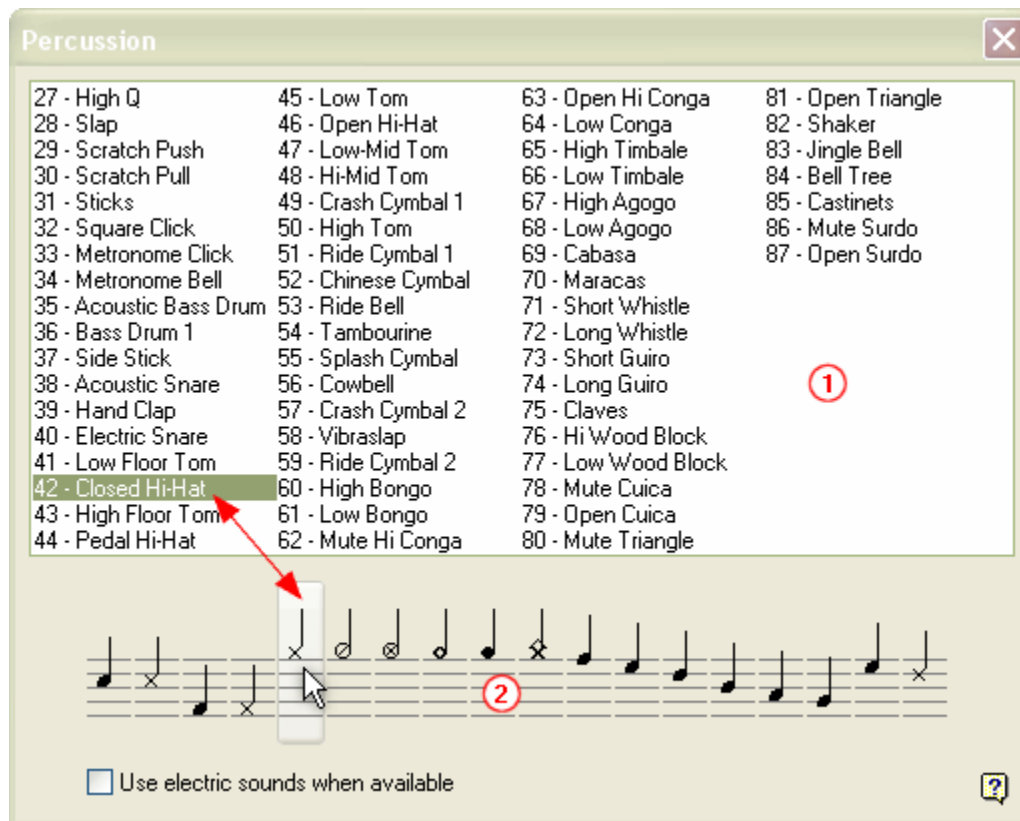 Percussion
27 - High Q
28 - Slap
29 - Scratch Push
30 - Scratch Pull
31 - Sticks
32 - Square Click
33 - Metronome Click
34 - Metronome Bell
35 - Acoustic Bass Drum
36 - Bass Drum 1
37 - Side Stick
38 - Acoustic Snare
39 - Hand Clap
40 - Electric Snare
41 - Low Floor Tom
42 - Closed Hi-Hat
43 - High Floor Tom
44 - Pedal Hi-Hat
45 - Low Tom
46 - Open Hi-Hat
47 - Low-Mid Tom
48 - Hi-Mid Tom
49 - Crash Cymbal 1
50 - High Tom
51 - Ride Cymbal 1
52 - Chinese Cymbal
53 - Ride Bell
54 - Tambourine
55 - Splash Cymbal
56 - Cowbell
57 - Crash Cymbal 2
58 - Vibraslap
59 - Ride Cymbal 2
60 - High Bongo
61 - Low Bongo
62 - Mute Hi Conga
63 - Open Hi Conga
64 - Low Conga
65 - High Timbale
66 - Low Timbale
67 - High Agogo
68 - Low Agogo
69 - Cabasa
70 - Maracas
71 - Short Whistle
72 - Long Whistle
73 - Short Guiro
74 - Long Guiro
75 - Claves
76 - Hi Wood Block
77 - Low Wood Block
78 - Mute Cuica
79 - Open Cuica
80 - Mute Triangle
81 - Open Triangle
82 - Shaker
83 - Jingle Bell
84 - Bell Tree
85 - Castinets
86 - Mute Surdo
87 - Open Surdo
1
2
Use electric sounds when available
?